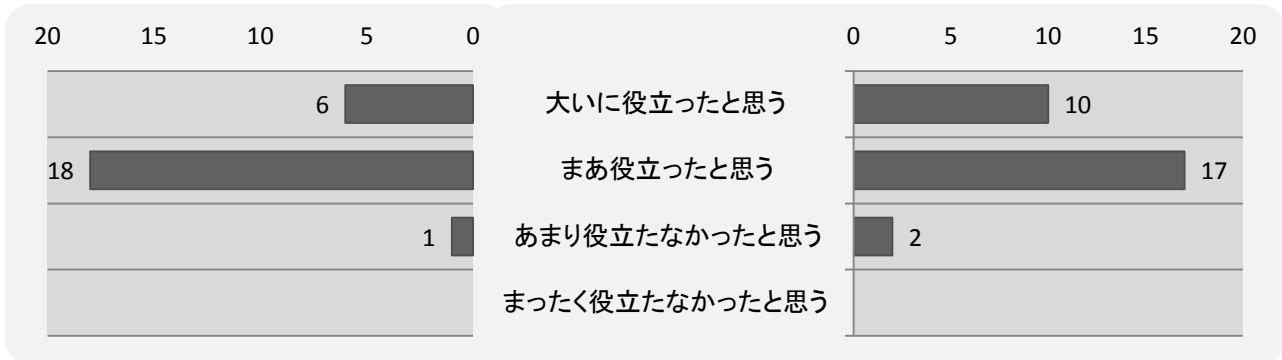 20 15 10 5 0 0 5 10 15 20
6 大いに役立ったと思う 10
18 まあ役立ったと思う 17
1 あまり役立たなかったと思う 2
まったく役立たなかったと思う